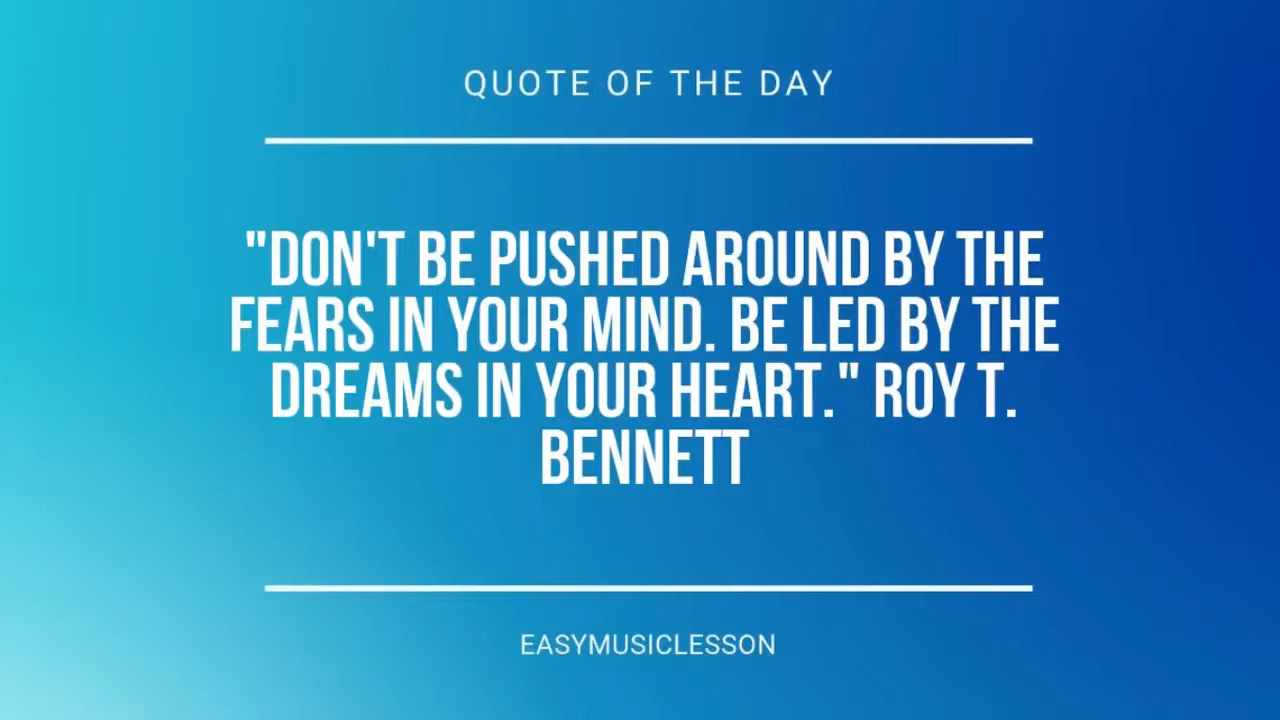 QUOTE OF THE DAY
"DON'T BE PUSHED AROUND BY THE
FEARS IN YOUR MIND. BE LED BY THE
DREAMS IN YOUR HEART." ROY T.
BENNETT
EASYMUSICLESSON